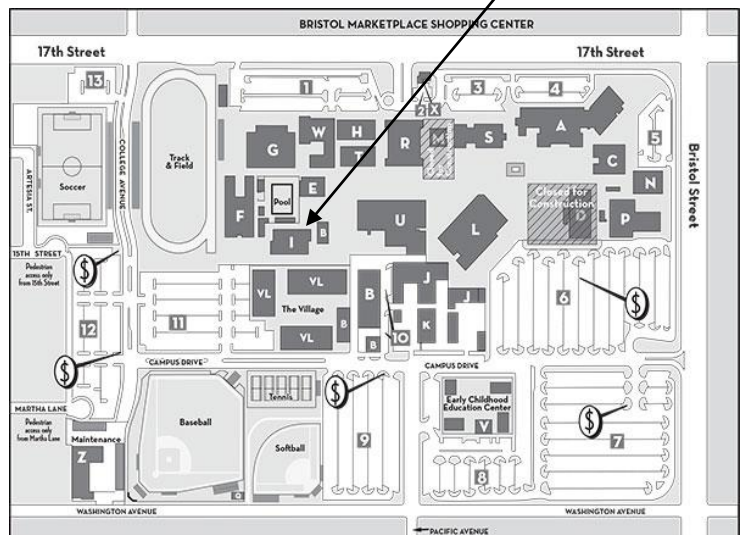 BRISTOL MARKETPLACE SHOPPING CENTER
17th Street
17th Street
13
1
2
X
3
4
5
ARTESIA ST.
Soccer
COLLEGE AVENUE
Track
& Field
G
W
H
T
R
M
S
A
C
N
Bristol Street
F
Pool
E
I
B
U
L
Closed for
Construction
D
P
15TH STREET
Pedestrian
access only
from 15th Street
$
12
$
11
VL
VL
The Village
VL
B
B
B
J
J
K
10
6
$
CAMPUS DRIVE
CAMPUS DRIVE
MARTHA LANE
Pedestrian
access only
from Martha Lane
Maintenance
Z
Baseball
Tennis
Softball
$
9
Early Childhood
Education Center
V
8
$
7
WASHINGTON AVENUE
WASHINGTON AVENUE
PACIFIC AVENUE